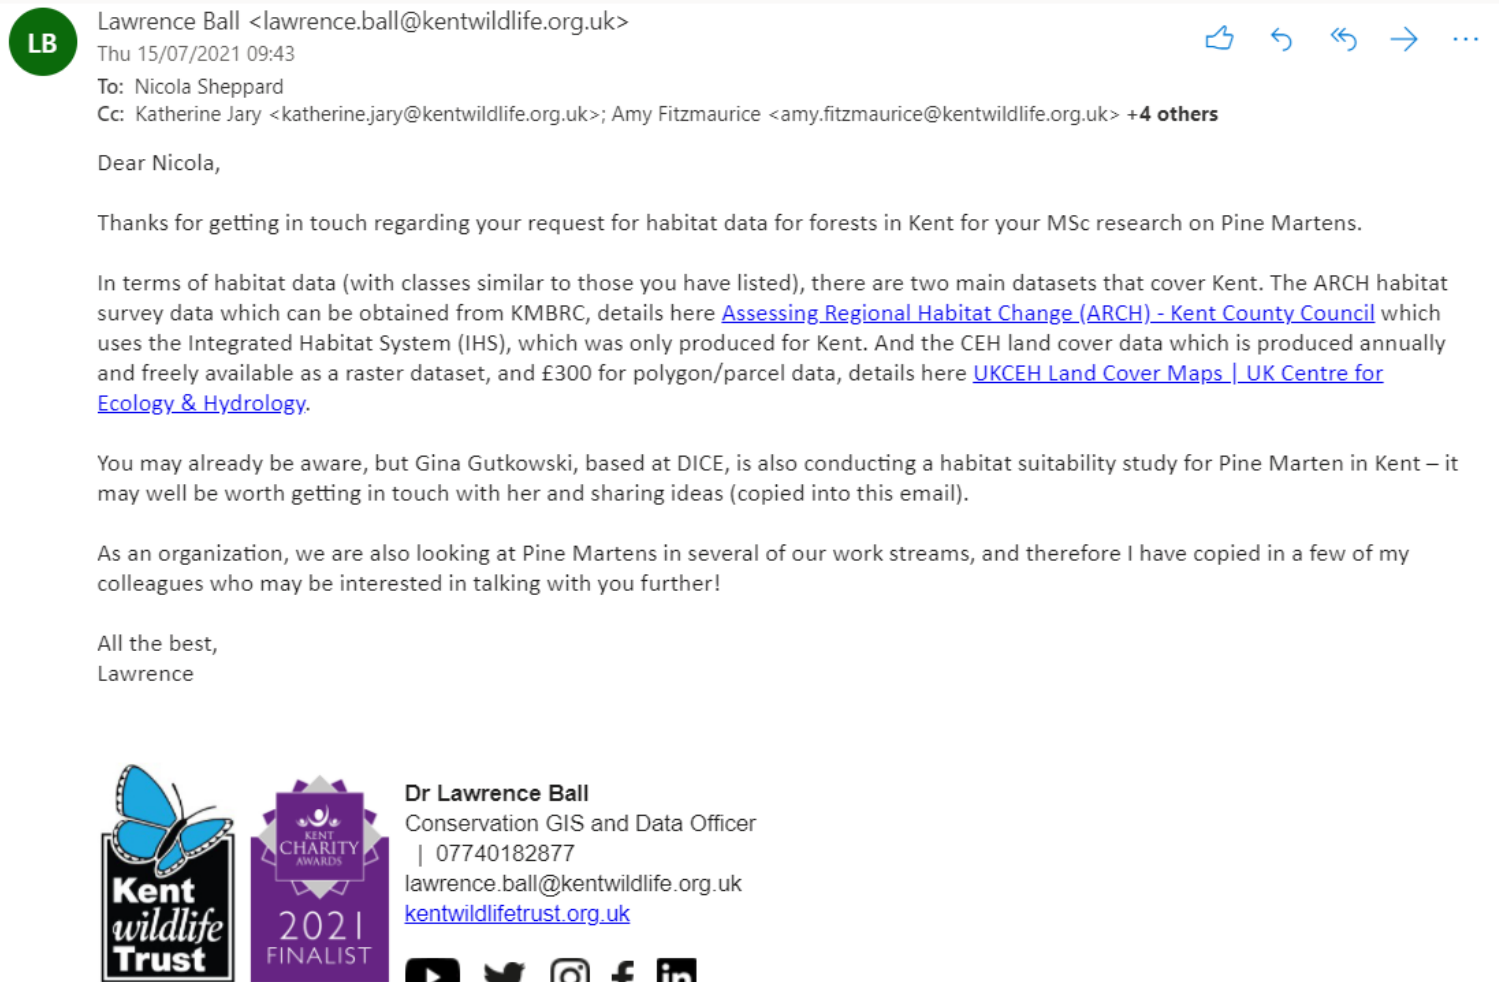 LB
Lawrence Ball <lawrence.ball@kentwildlife.org.uk>
Thu 15/07/2021 09:43
To: Nicola Sheppard
Cc: Katherine Jary <katherine.jary@kentwildlife.org.uk>; Amy Fitzmaurice <amy.fitzmaurice@kentwildlife.org.uk> +4 others
Dear Nicola,
Thanks for getting in touch regarding your request for habitat data for forests in Kent for your MSc research on Pine Martens.
In terms of habitat data (with classes similar to those you have listed), there are two main datasets that cover Kent. The ARCH habitat
survey data which can be obtained from KMBRC, details here Assessing Regional Habitat Change (ARCH) - Kent County Council which
uses the Integrated Habitat System (IHS), which was only produced for Kent. And the CEH land cover data which is produced annually
and freely available as a raster dataset, and £300 for polygon/parcel data, details here UKCEH Land Cover Maps | UK Centre for
Ecology & Hydrology.
You may already be aware, but Gina Gutkowski, based at DICE, is also conducting a habitat suitability study for Pine Marten in Kent – it
may well be worth getting in touch with her and sharing ideas (copied into this email).
As an organization, we are also looking at Pine Martens in several of our work streams, and therefore I have copied in a few of my
colleagues who may be interested in talking with you further!
All the best,
Lawrence
Kent
wildlife
Trust
KENT
CHARITY
AWARDS
2021
FINALIST
Dr Lawrence Ball
Conservation GIS and Data Officer
| 07740182877
lawrence.ball@kentwildlife.org.uk
kentwildlifetrust.org.uk